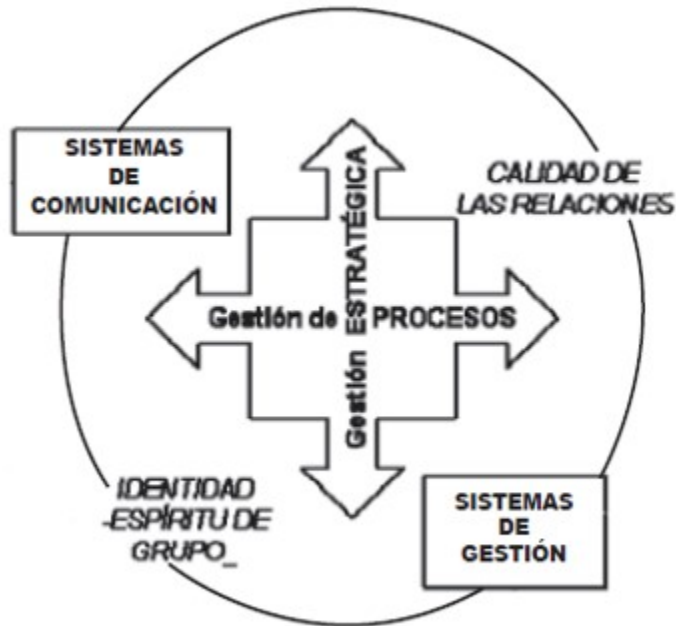 SISTEMAS
DE
COMUNICACIÓN
CALIDAD DE
LAS RELACIONES
Gestión de PROCESOS
Gestión ESTRATÉGICA
IDENTIDAD
-ESPÍRITU DE
GRUPO_
SISTEMAS
DE
GESTIÓN